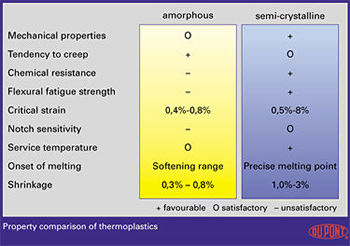 amorphous semi-crystalline
Mechanical properties O +
Tendency to creep + O
Chemical resistance – +
Flexural fatigue strength – +
Critical strain 0,4%-0,8% 0,5%-8%
Notch sensitivity – O
Service temperature O +
Onset of melting Softening range Precise melting point
Shrinkage 0,3% – 0,8% 1,0%-3%
+ favourable O satisfactory – unsatisfactory
Property comparison of thermoplastics
DUPONT